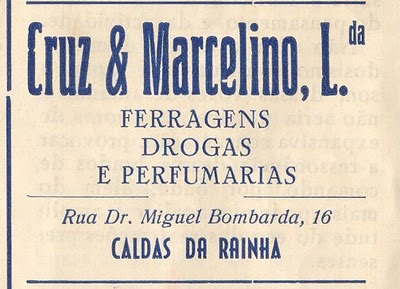 Cruz & Marcelino, L.da
FERRAGENS
DROGAS
E PERFUMARIAS
Rua Dr. Miguel Bombarda, 16
CALDAS DA RAINHA